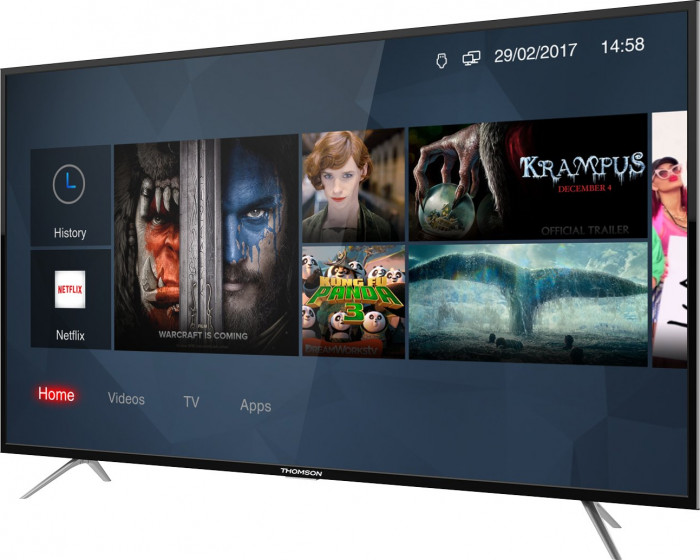 29/02/2017 14:58
History
WARCRAFT IS COMING
KRAMPUS
DECEMBER 4
OFFICIAL TRAILER
NETFLIX
Netflix
KUNG FU
PANDA
3
Home Videos TV Apps
THOMSON